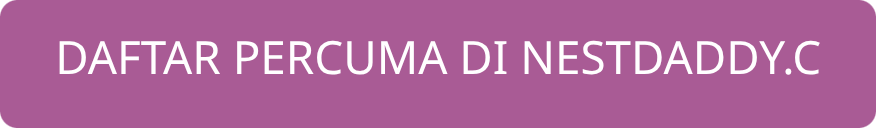 DAFTAR PERCUMA DI NESTDADDY.C